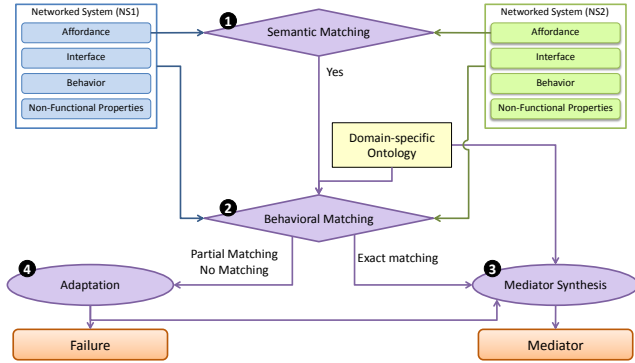 Networked System (NS1)
Affordance
Interface
Behavior
Non-Functional Properties
1
Semantic Matching
Networked System (NS2)
Affordance
Interface
Behavior
Non-Functional Properties
Yes
Domain-specific
Ontology
2
Behavioral Matching
Partial Matching
No Matching
Exact matching
4
Adaptation
3
Mediator Synthesis
Failure
Mediator